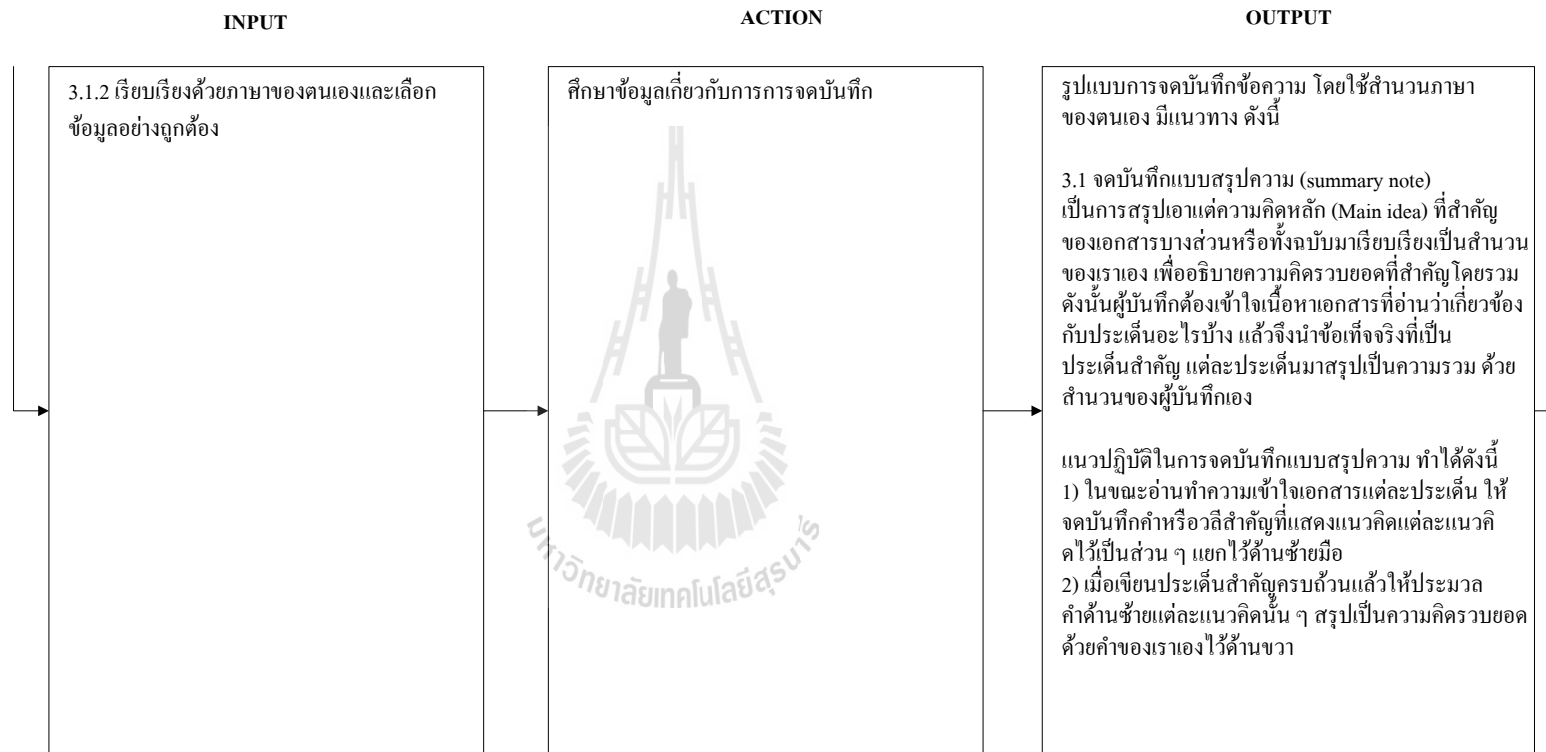 INPUT
ACTION
OUTPUT
3.1.2 เรียบเรียงด้วยภาษาของตนเองและเลือก
ข้อมูลอย่างถูกต้อง
ศึกษาข้อมูลเกี่ยวกับการการจดบันทึก
รูปแบบการจดบันทึกข้อความ โดยใช้สำนวนภาษา
ของตนเอง มีแนวทาง ดังนี้
3.1 จดบันทึกแบบสรุปความ (summary note)
เป็นการสรุปเอาแต่ความคิดหลัก (Main idea) ที่สำคัญ
ของเอกสารบางส่วนหรือทั้งฉบับมาเรียบเรียงเป็นสำนวน
ของเราเอง เพื่ออธิบายความคิดรวบยอดที่สำคัญโดยรวม
ดังนั้นผู้บันทึกต้องเข้าใจเนื้อหาเอกสารที่อ่านว่าเกี่ยวข้อง
กับประเด็นอะไรบ้าง แล้วจึงนำข้อเท็จจริงที่เป็น
ประเด็นสำคัญ แต่ละประเด็นมาสรุปเป็นความรวม ด้วย
สำนวนของผู้บันทึกเอง
แนวปฏิบัติในการจดบันทึกแบบสรุปความ ทำได้ดังนี้
1) ในขณะอ่านทำความเข้าใจเอกสารแต่ละประเด็น ให้
จดบันทึกคำหรือวลีสำคัญที่แสดงแนวคิดแต่ละแนวคิ
ดไว้เป็นส่วน ๆ แยกไว้ด้านซ้ายมือ
2) เมื่อเขียนประเด็นสำคัญครบถ้วนแล้วให้ประมวล
คำด้านซ้ายแต่ละแนวคิดนั้น ๆ สรุปเป็นความคิดรวบยอด
ด้วยคำของเราเองไว้ด้านขวา
มหาวิทยาลัยเทคโนโลยีสุรนารี